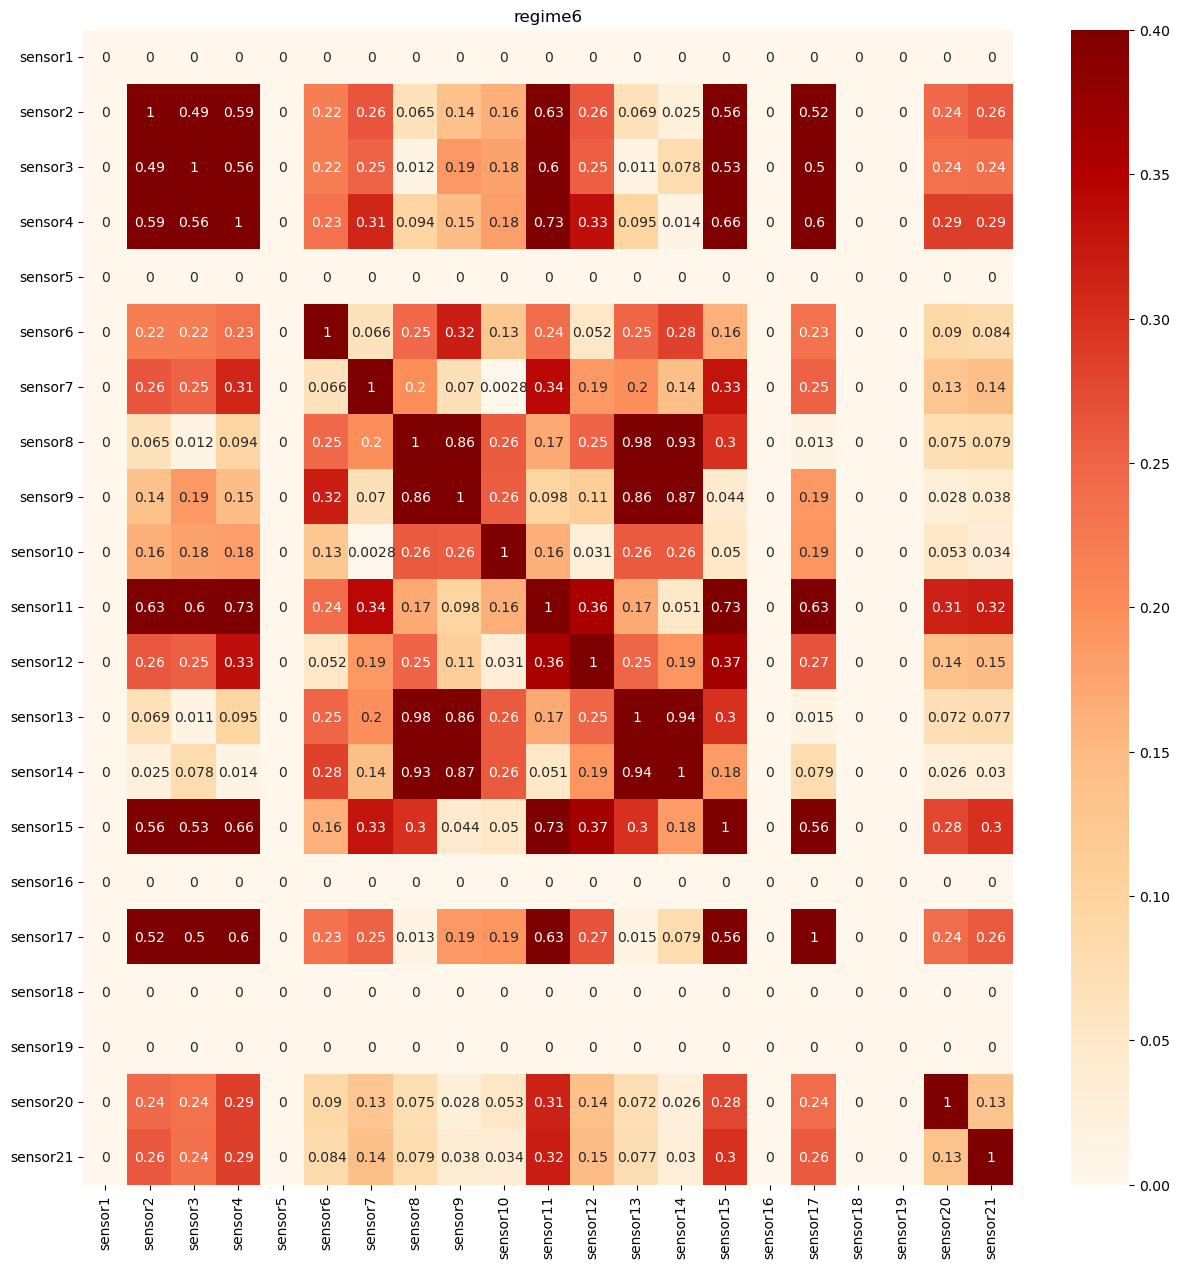 regime6
sensor1 0 0 0 0 0 0 0 0 0 0 0 0 0 0 0 0 0 0 0 0 0
sensor2 0 1 0.49 0.59 0 0.22 0.26 0.065 0.14 0.16 0.63 0.26 0.069 0.025 0.56 0 0.52 0 0 0.24 0.26
sensor3 0 0.49 1 0.56 0 0.22 0.25 0.012 0.19 0.18 0.6 0.25 0.011 0.078 0.53 0 0.5 0 0 0.24 0.24
sensor4 0 0.59 0.56 1 0 0.23 0.31 0.094 0.15 0.18 0.73 0.33 0.095 0.014 0.66 0 0.6 0 0 0.29 0.29
sensor5 0 0 0 0 0 0 0 0 0 0 0 0 0 0 0 0 0 0 0 0 0
sensor6 0 0.22 0.22 0.23 0 1 0.066 0.25 0.32 0.13 0.24 0.052 0.25 0.28 0.16 0 0.23 0 0 0.09 0.084
sensor7 0 0.26 0.25 0.31 0 0.066 1 0.2 0.07 0.0028 0.34 0.19 0.2 0.14 0.33 0 0.25 0 0 0.13 0.14
sensor8 0 0.065 0.012 0.094 0 0.25 0.2 1 0.86 0.26 0.17 0.25 0.98 0.93 0.3 0 0.013 0 0 0.075 0.079
sensor9 0 0.14 0.19 0.15 0 0.32 0.07 0.86 1 0.26 0.098 0.11 0.86 0.87 0.044 0 0.19 0 0 0.028 0.038
sensor10 0 0.16 0.18 0.18 0 0.13 0.0028 0.26 0.26 1 0.16 0.031 0.26 0.26 0.05 0 0.19 0 0 0.053 0.034
sensor11 0 0.63 0.6 0.73 0 0.24 0.34 0.17 0.098 0.16 1 0.36 0.17 0.051 0.73 0 0.63 0 0 0.31 0.32
sensor12 0 0.26 0.25 0.33 0 0.052 0.19 0.25 0.11 0.031 0.36 1 0.25 0.19 0.37 0 0.27 0 0 0.14 0.15
sensor13 0 0.069 0.011 0.095 0 0.25 0.2 0.98 0.86 0.26 0.17 0.25 1 0.94 0.3 0 0.015 0 0 0.072 0.077
sensor14 0 0.025 0.078 0.014 0 0.28 0.14 0.93 0.87 0.26 0.051 0.19 0.94 1 0.18 0 0.079 0 0 0.026 0.03
sensor15 0 0.56 0.53 0.66 0 0.16 0.33 0.3 0.044 0.05 0.73 0.37 0.3 0.18 1 0 0.56 0 0 0.28 0.3
sensor16 0 0 0 0 0 0 0 0 0 0 0 0 0 0 0 0 0 0 0 0 0
sensor17 0 0.52 0.5 0.6 0 0.23 0.25 0.013 0.19 0.19 0.63 0.27 0.015 0.079 0.56 0 1 0 0 0.24 0.26
sensor18 0 0 0 0 0 0 0 0 0 0 0 0 0 0 0 0 0 0 0 0 0
sensor19 0 0 0 0 0 0 0 0 0 0 0 0 0 0 0 0 0 0 0 0 0
sensor20 0 0.24 0.24 0.29 0 0.09 0.13 0.075 0.028 0.053 0.31 0.14 0.072 0.026 0.28 0 0.24 0 0 1 0.13
sensor21 0 0.26 0.24 0.29 0 0.084 0.14 0.079 0.038 0.034 0.32 0.15 0.077 0.03 0.3 0 0.26 0 0 0.13 1
sensor1 sensor2 sensor3 sensor4 sensor5 sensor6 sensor7 sensor8 sensor9 sensor10 sensor11 sensor12 sensor13 sensor14 sensor15 sensor16 sensor17 sensor18 sensor19 sensor20 sensor21
0.40
0.35
0.30
0.25
0.20
0.15
0.10
0.05
0.00